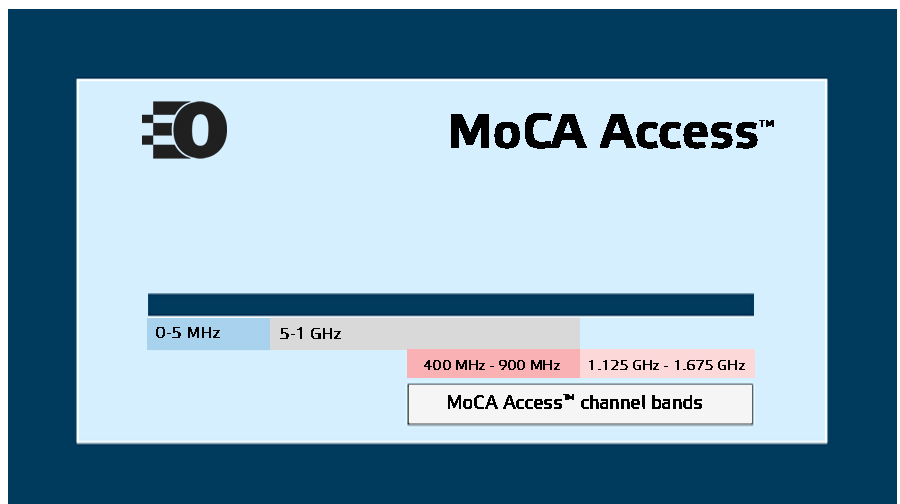 MoCA Access™
0-5 MHz
5-1 GHz
400 MHz - 900 MHz
1.125 GHz - 1.675 GHz
MoCA Access™ channel bands